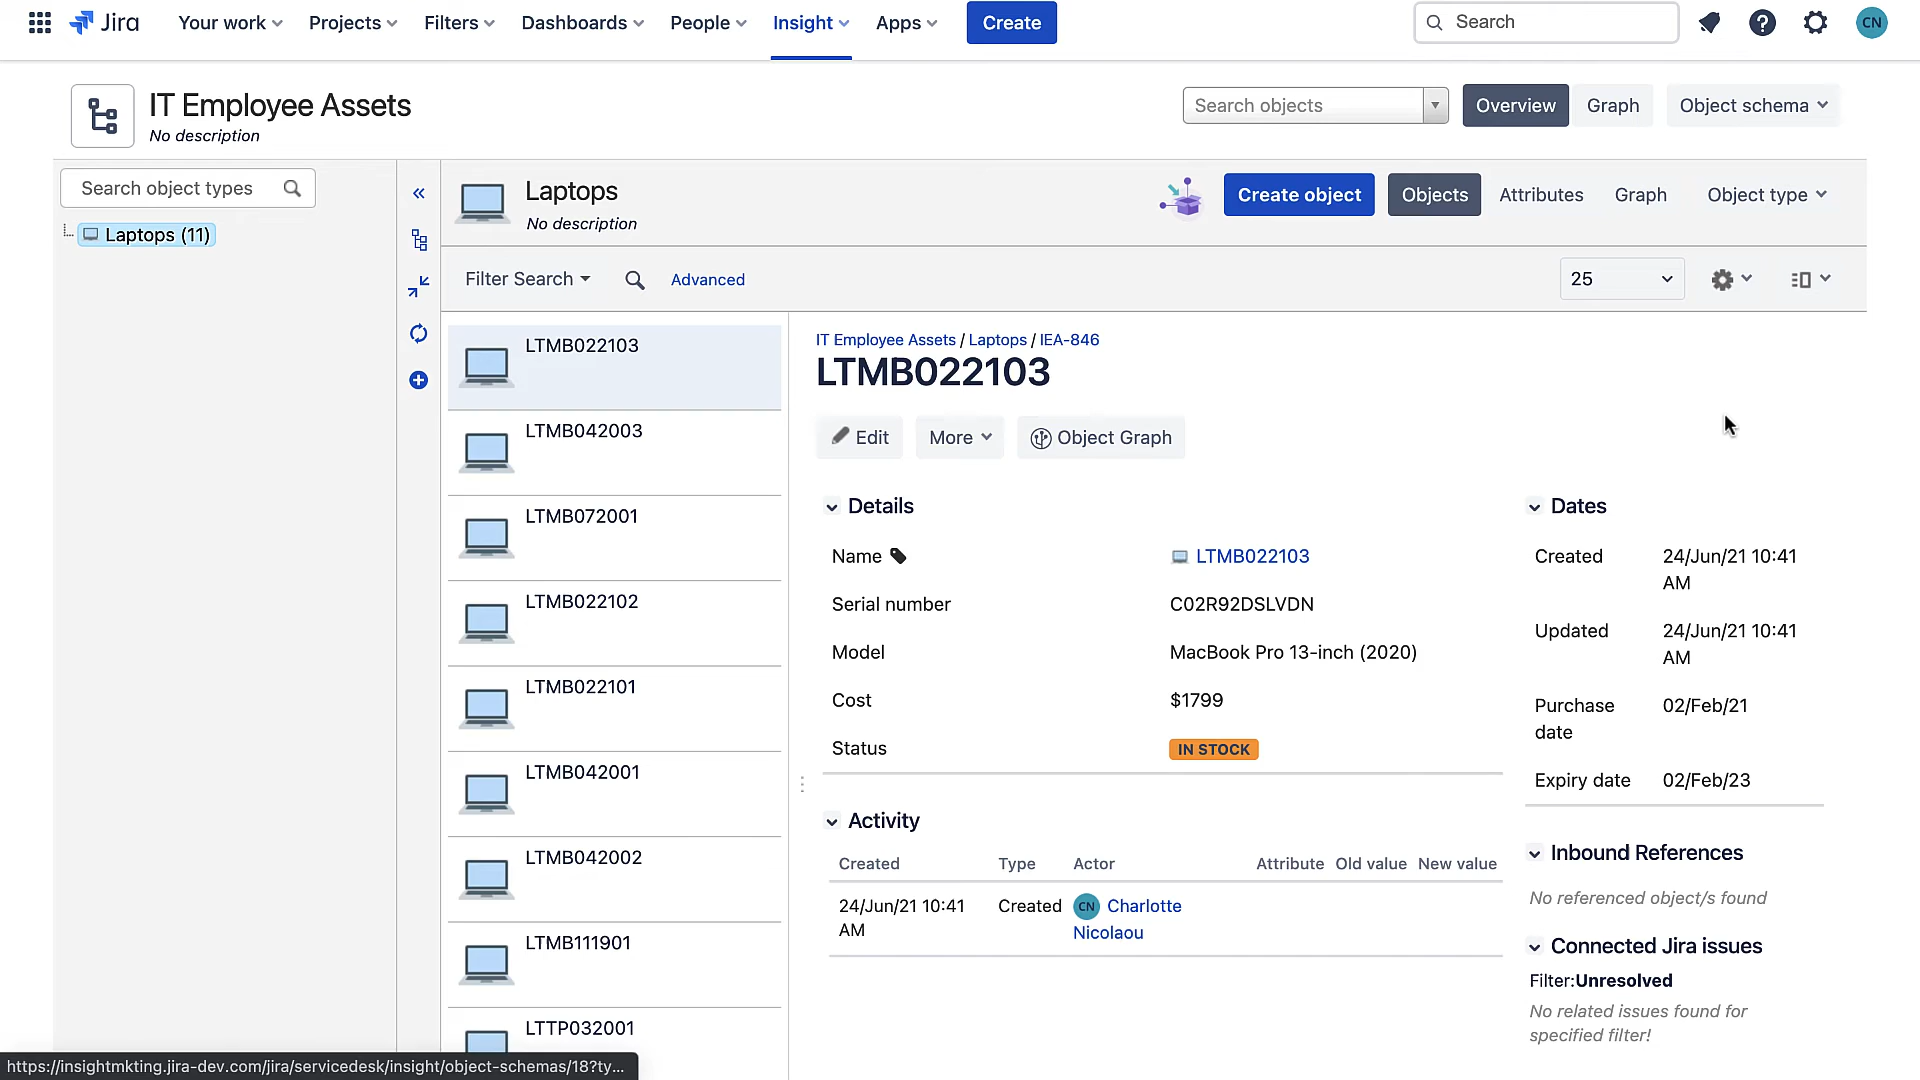 Jira Your work Projects Filters Dashboards People Insight Apps Create Search CN
IT Employee Assets
No description
Search objects Overview Graph Object schema
Search object types
Laptops (11)
Laptops
No description
Create object Objects Attributes Graph Object type
Filter Search Advanced 25
LTMB022103
LTMB042003
LTMB072001
LTMB022102
LTMB022101
LTMB042001
LTMB042002
LTMB111901
LTTP032001
IT Employee Assets / Laptops / IEA-846
LTMB022103
Edit More Object Graph
Details
Name LTMB022103
Serial number C02R92DSLVDN
Model MacBook Pro 13-inch (2020)
Cost $1799
Status IN STOCK
Activity
Created Type Actor Attribute Old value New value
24/Jun/21 10:41 Created CN Charlotte
AM Nicolaou
Dates
Created 24/Jun/21 10:41
AM
Updated 24/Jun/21 10:41
AM
Purchase 02/Feb/21
date
Expiry date 02/Feb/23
Inbound References
No referenced object/s found
Connected Jira issues
Filter:Unresolved
No related issues found for
specified filter!
https://insightmkting.jira-dev.com/jira/servicedesk/insight/object-schemas/18?ty...